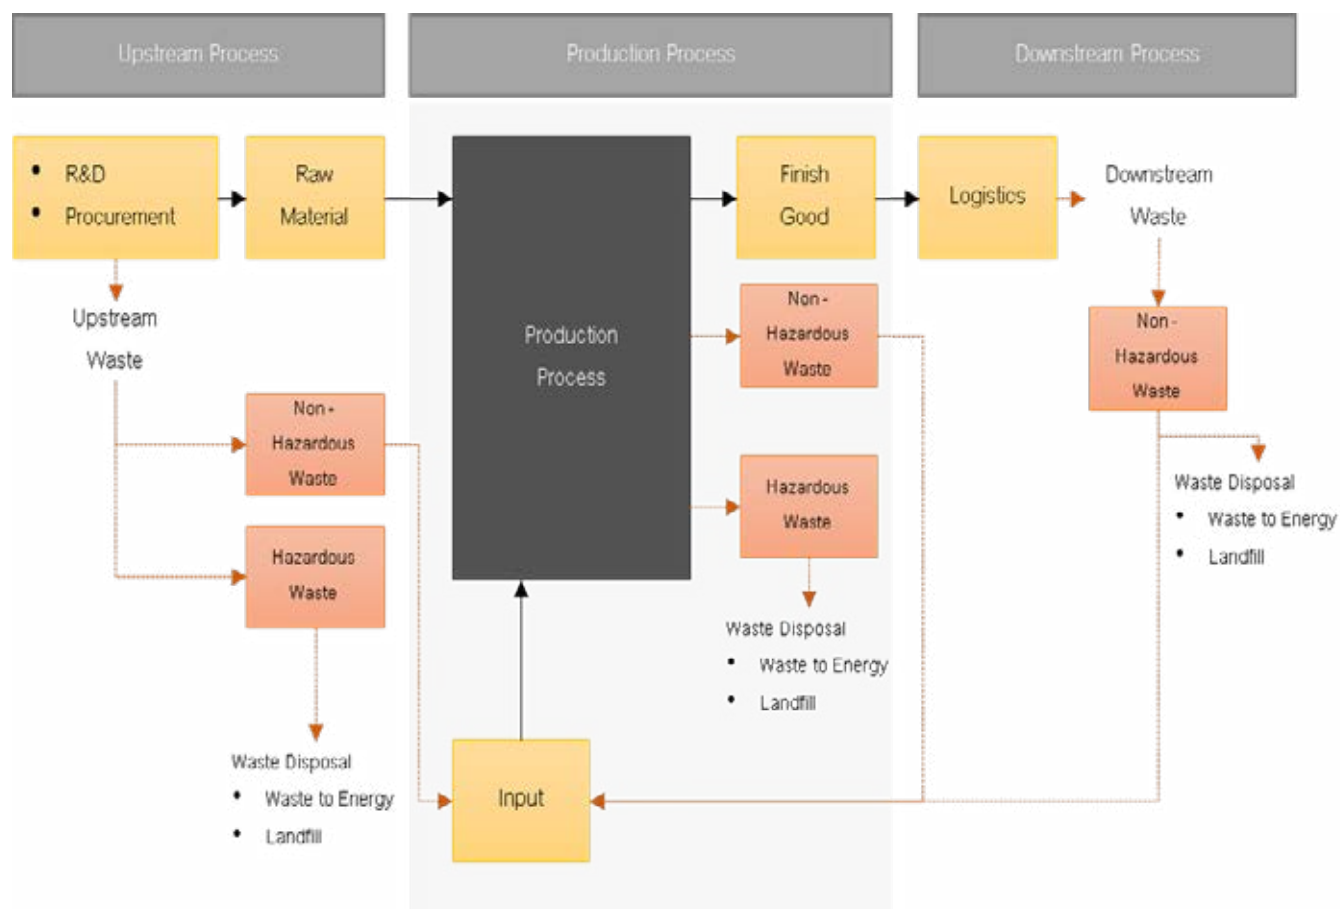 Upstream Process
Production Process
Downstream Process
• R&D
• Procurement
Raw
Material
Finish
Good
Logistics
Downstream
Waste
Upstream
Waste
Production
Process
Non -
Hazardous
Waste
Non -
Hazardous
Waste
Non -
Hazardous
Waste
Hazardous
Waste
Hazardous
Waste
Waste Disposal
• Waste to Energy
• Landfill
Waste Disposal
• Waste to Energy
• Landfill
Waste Disposal
• Waste to Energy
• Landfill
Input